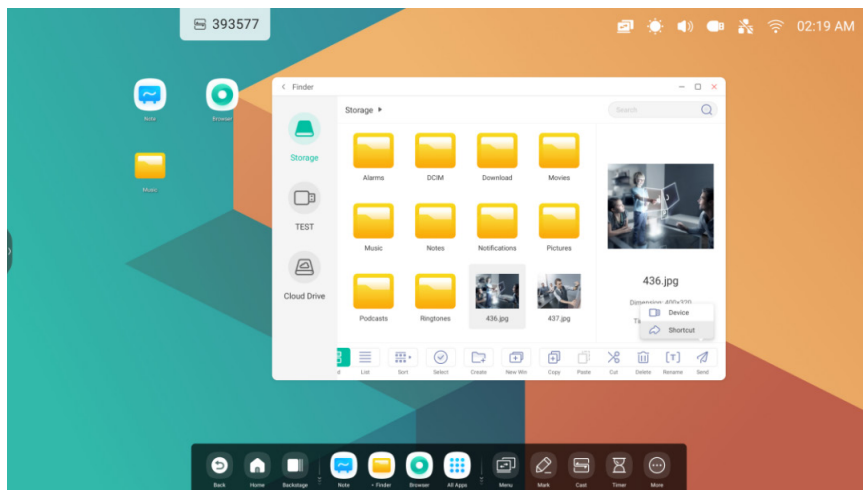 393577
02:19 AM
Note
Browser
Music
Finder
Storage
Search
Storage
TEST
Cloud Drive
Alarms
DCIM
Download
Movies
Music
Notes
Notifications
Pictures
Podcasts
Ringtones
436.jpg
437.jpg
436.jpg
Dimension: 400x320
Device
Shortcut
List
Sort
Select
Create
New Win
Copy
Paste
Cut
Delete
Rename
Send
Back
Home
Backstage
Note
• Finder
Browser
All Apps
Menu
Mark
Cast
Timer
More